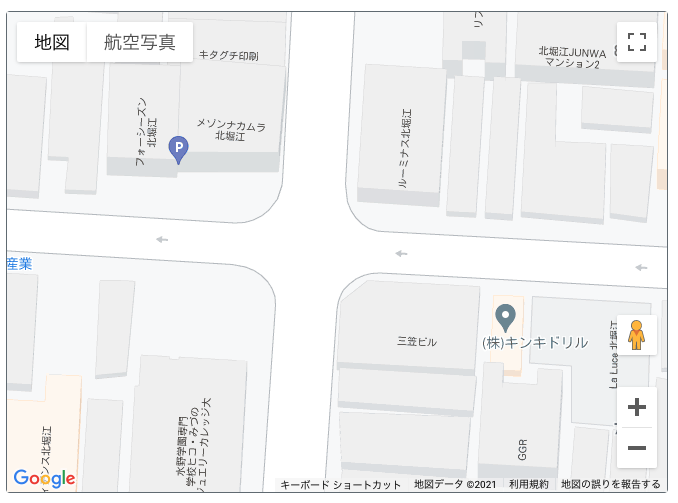 地図
航空写真
リブ
キタグチ印刷
北堀江JUNWA
マンション2
フォーシーズン
北堀江
メゾンナカムラ
北堀江
P
ルーミナス北堀江
産業
三笠ビル
(株)キンキドリル
La Luce 北堀江
水野学園専門
学校ヒコ・みづの
ジュエリーカレッジ大
インス北堀江
GGR
Google
キーボード ショートカット
地図データ ©2021
利用規約
地図の誤りを報告する